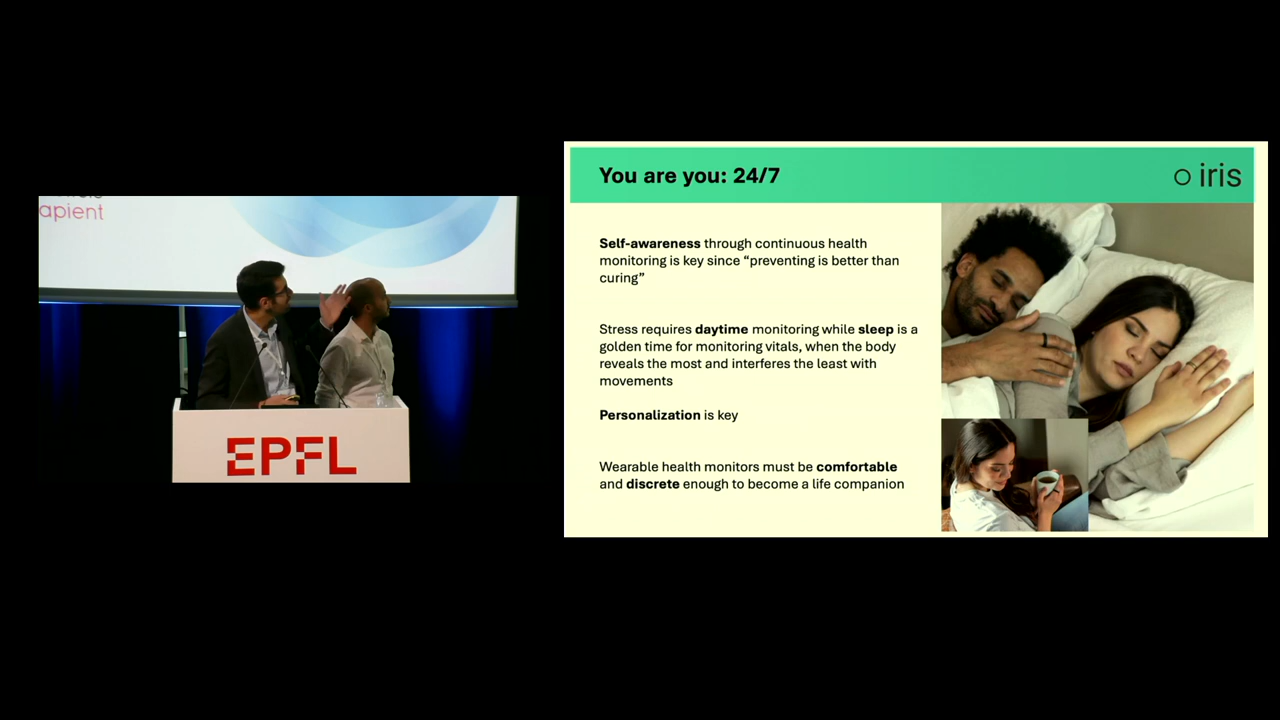 apient
EPFL
You are you: 24/7
iris
Self-awareness through continuous health
monitoring is key since “preventing is better than
curing”
Stress requires daytime monitoring while sleep is a
golden time for monitoring vitals, when the body
reveals the most and interferes the least with
movements
Personalization is key
Wearable health monitors must be comfortable
and discrete enough to become a life companion